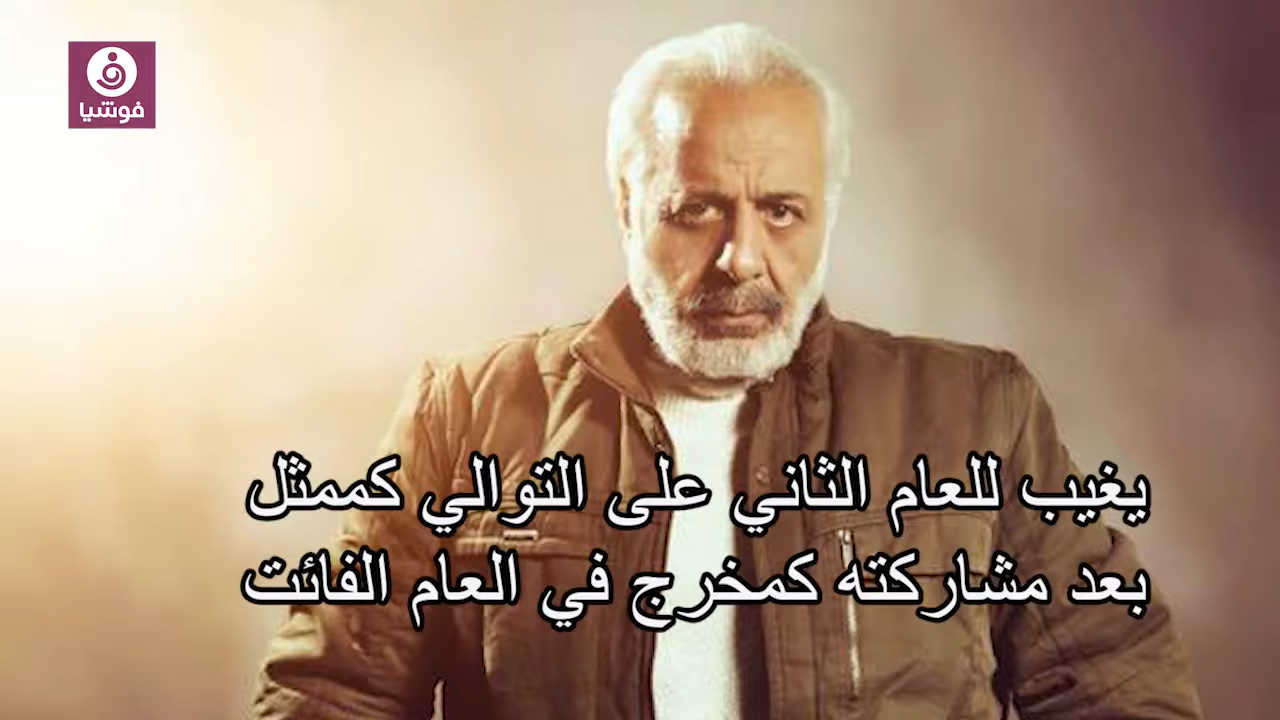 فوشيا
يغيب للعام الثاني على التوالي كممثل
بعد مشاركته كمخرج في العام الفائت